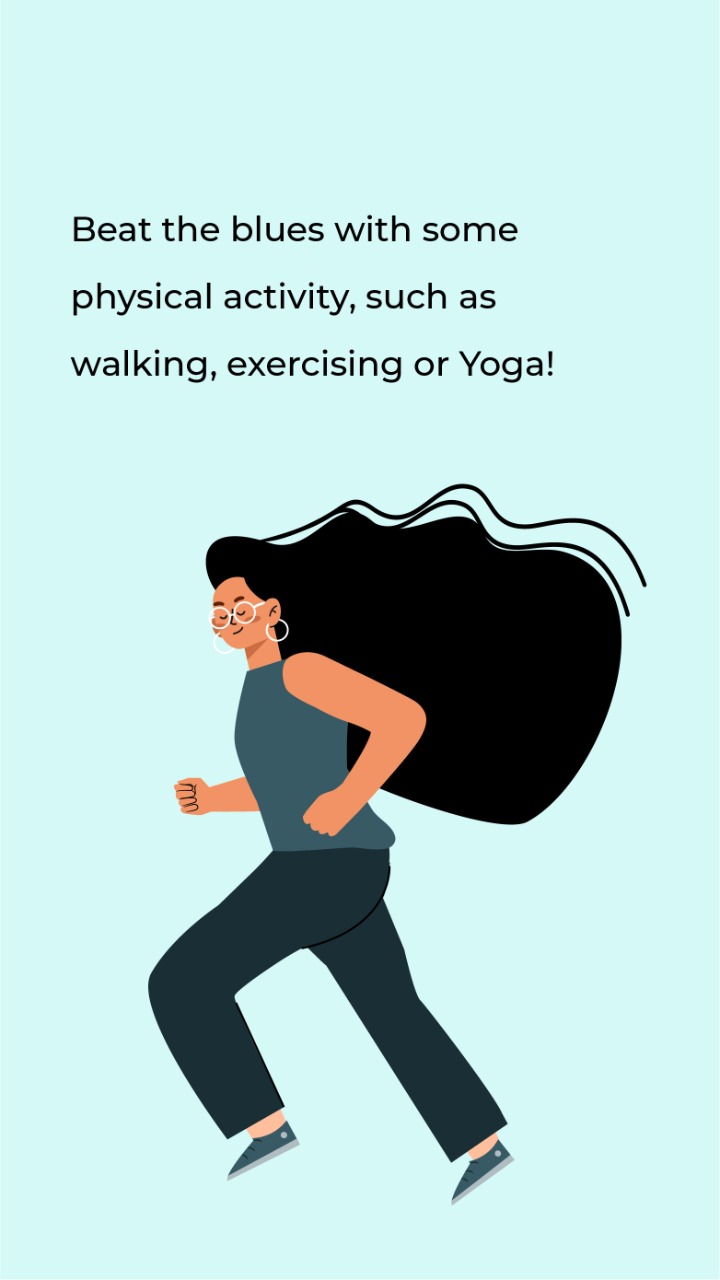 Beat the blues with some
physical activity, such as
walking, exercising or Yoga!